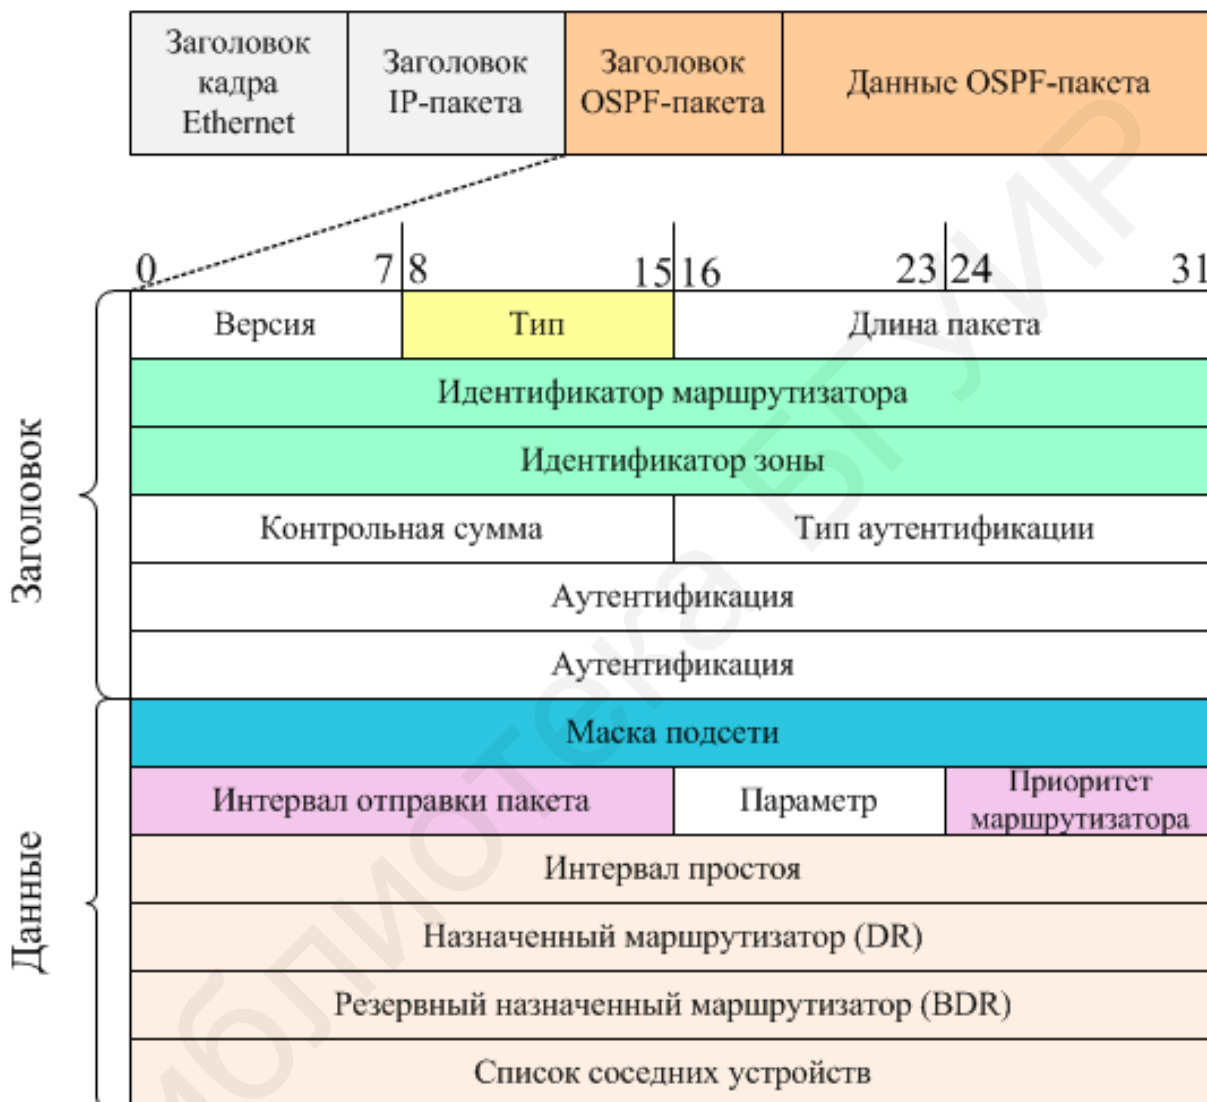 Заголовок
кадра
Ethernet
Заголовок
IP-пакета
Заголовок
OSPF-пакета
Данные OSPF-пакета
0 7 8 15 16 23 24 31
Версия Тип Длина пакета
Идентификатор маршрутизатора
Идентификатор зоны
Контрольная сумма Тип аутентификации
Аутентификация
Аутентификация
Заголовок
Маска подсети
Интервал отправки пакета Параметр Приоритет
маршрутизатора
Интервал простоя
Назначенный маршрутизатор (DR)
Резервный назначенный маршрутизатор (BDR)
Список соседних устройств
Данные
иблиотека БГУИР